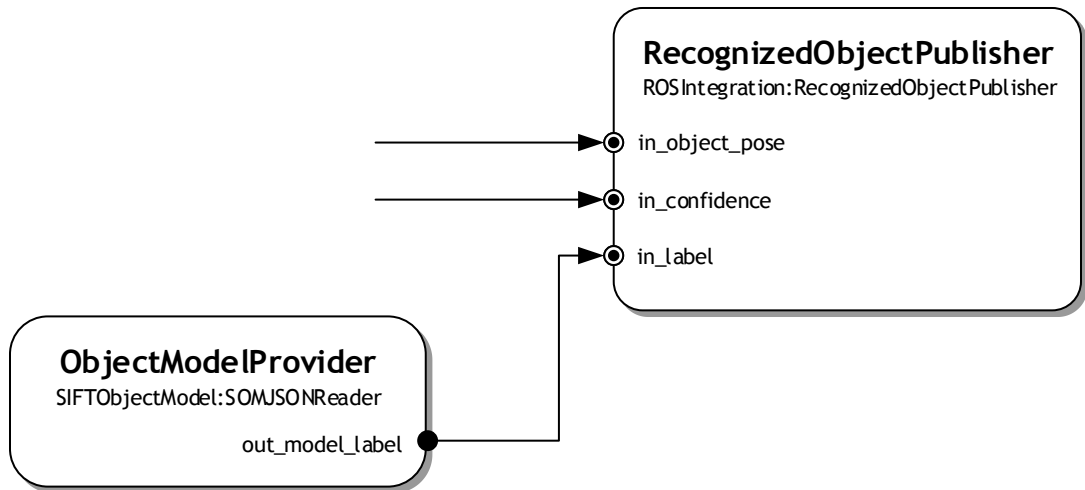 RecognizedObjectPublisher
ROSIntegration:RecognizedObjectPublisher
in_object_pose
in_confidence
in_label
ObjectModelProvider
SIFTObjectModel:SOMJSONReader
out_model_label